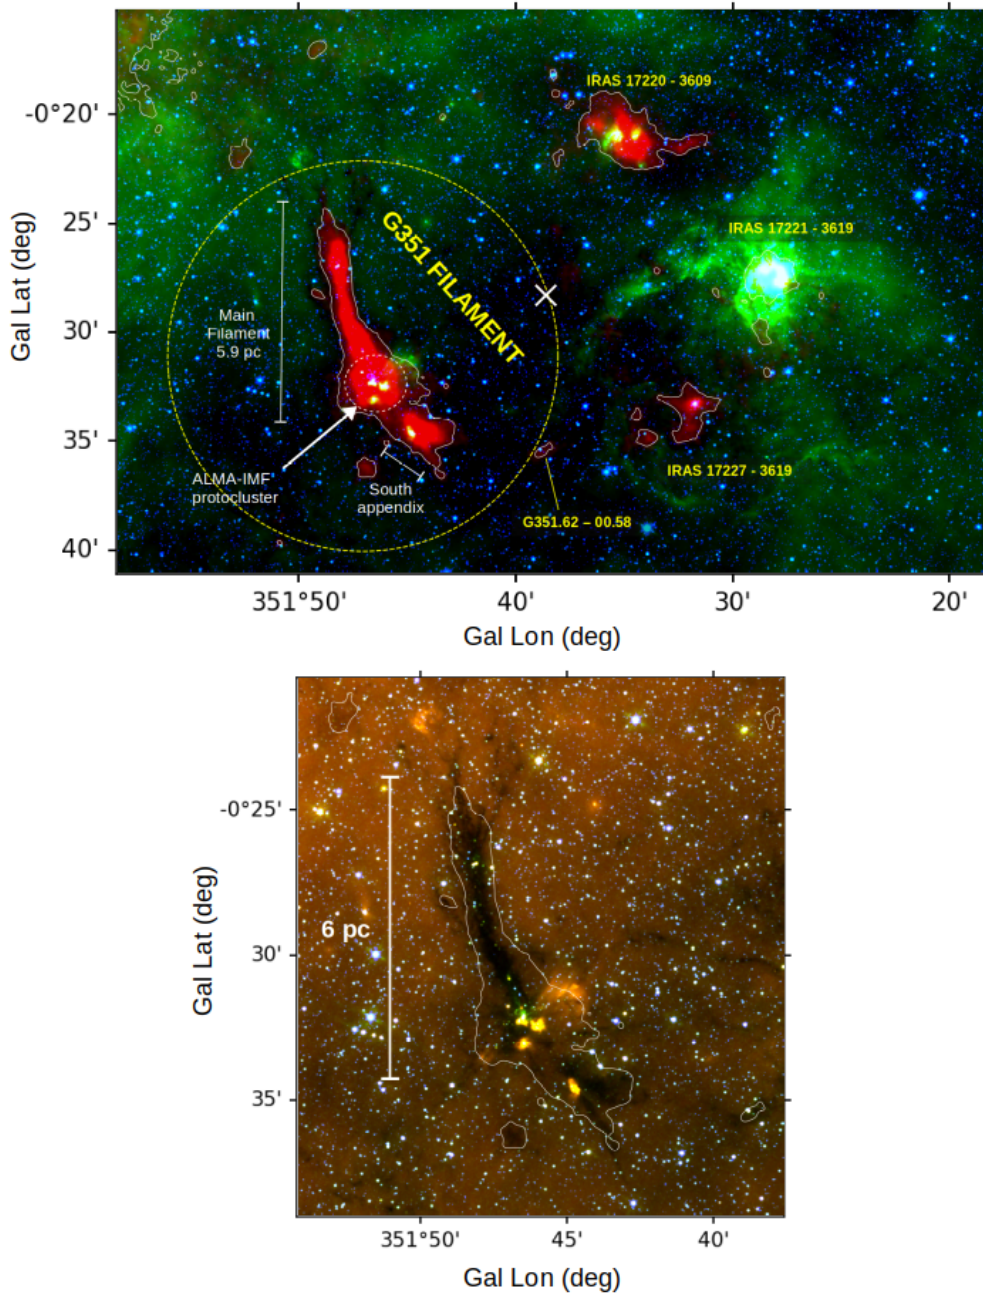 IRAS 17220 - 3609
-0°20'
G351 FILAMENT
25'
IRAS 17221 - 3619
Gal Lat (deg)
Main
Filament
5.9 pc
30'
35'
IRAS 17227 - 3619
ALMA-IMF
protocluster
South
appendix
G351.62 – 00.58
40'
351°50'
40'
30'
20'
Gal Lon (deg)
-0°25'
6 pc
Gal Lat (deg)
30'
35'
351°50'
45'
40'
Gal Lon (deg)